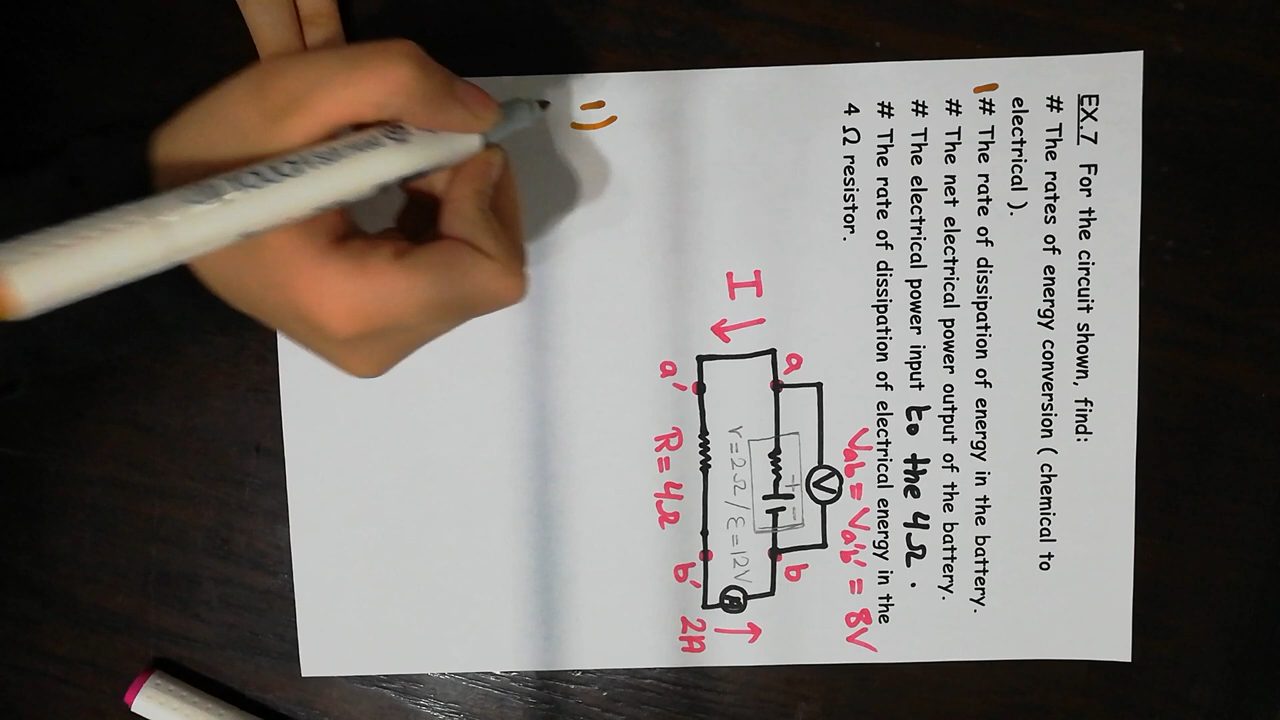 EX.7 For the circuit shown, find:
# The rates of energy conversion ( chemical to
electrical ).
1
# The rate of dissipation of energy in the battery.
# The net electrical power output of the battery.
# The electrical power input to the 4Ω.
# The rate of dissipation of electrical energy in the
4 Ω resistor.
Vab = Va'b' = 8V
V
a
b
+ -
r=2Ω / ε=12V
I
A
a'
b'
R=4Ω
2A
1)